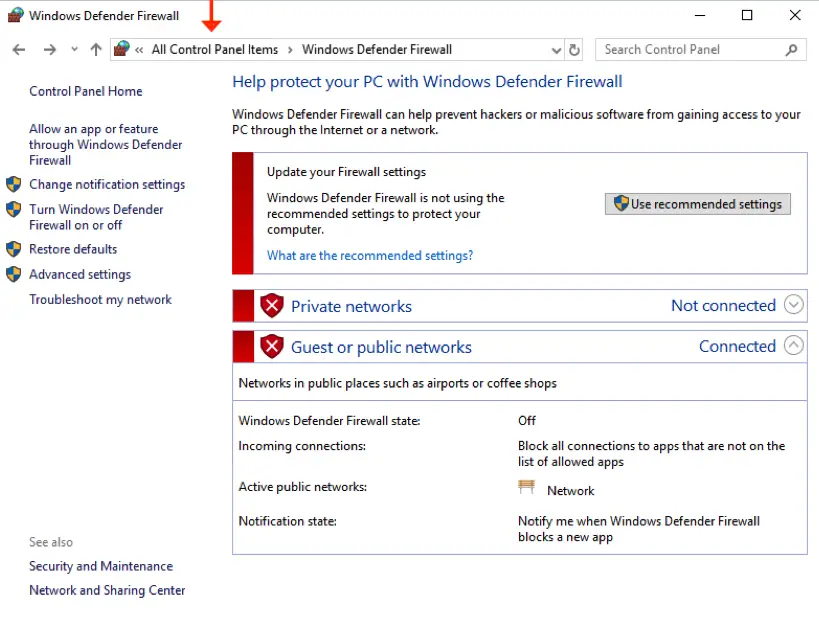 Windows Defender Firewall
« All Control Panel Items › Windows Defender Firewall
Search Control Panel
Control Panel Home
Allow an app or feature
through Windows Defender
Firewall
Change notification settings
Turn Windows Defender
Firewall on or off
Restore defaults
Advanced settings
Troubleshoot my network
See also
Security and Maintenance
Network and Sharing Center
Help protect your PC with Windows Defender Firewall
Windows Defender Firewall can help prevent hackers or malicious software from gaining access to your
PC through the Internet or a network.
Update your Firewall settings
Windows Defender Firewall is not using the
recommended settings to protect your
computer.
Use recommended settings
What are the recommended settings?
Private networks Not connected
Guest or public networks Connected
Networks in public places such as airports or coffee shops
Windows Defender Firewall state: Off
Incoming connections: Block all connections to apps that are not on the
list of allowed apps
Active public networks: Network
Notification state: Notify me when Windows Defender Firewall
blocks a new app